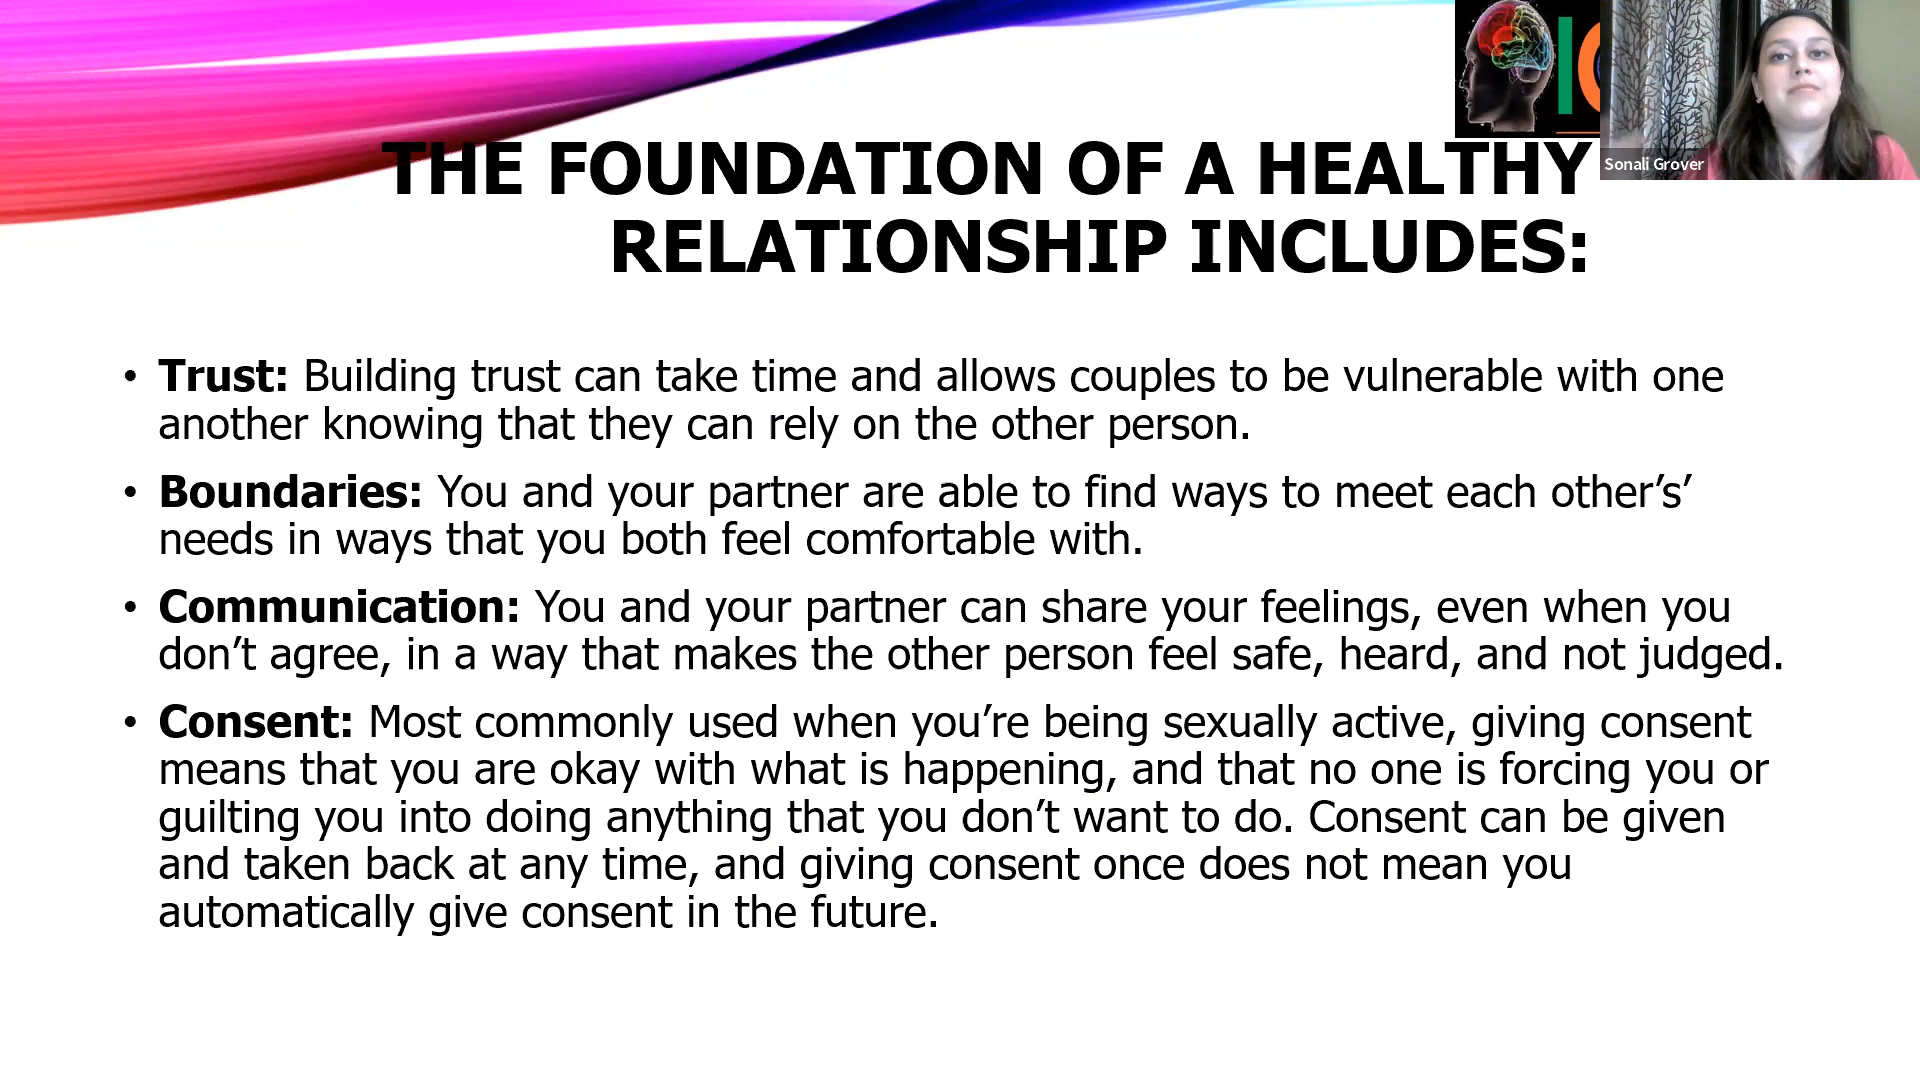 THE FOUNDATION OF A HEALTHY
RELATIONSHIP INCLUDES:
Sonali Grover
• Trust: Building trust can take time and allows couples to be vulnerable with one
another knowing that they can rely on the other person.
• Boundaries: You and your partner are able to find ways to meet each other’s’
needs in ways that you both feel comfortable with.
• Communication: You and your partner can share your feelings, even when you
don’t agree, in a way that makes the other person feel safe, heard, and not judged.
• Consent: Most commonly used when you’re being sexually active, giving consent
means that you are okay with what is happening, and that no one is forcing you or
guilting you into doing anything that you don’t want to do. Consent can be given
and taken back at any time, and giving consent once does not mean you
automatically give consent in the future.